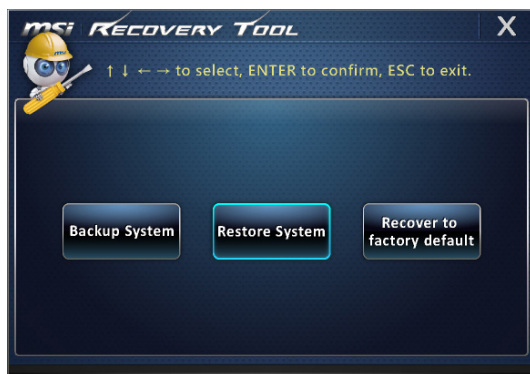 msi RECOVERY TOOL X
↑ ↓ ← → to select, ENTER to confirm, ESC to exit.
Backup System
Restore System
Recover to
factory default